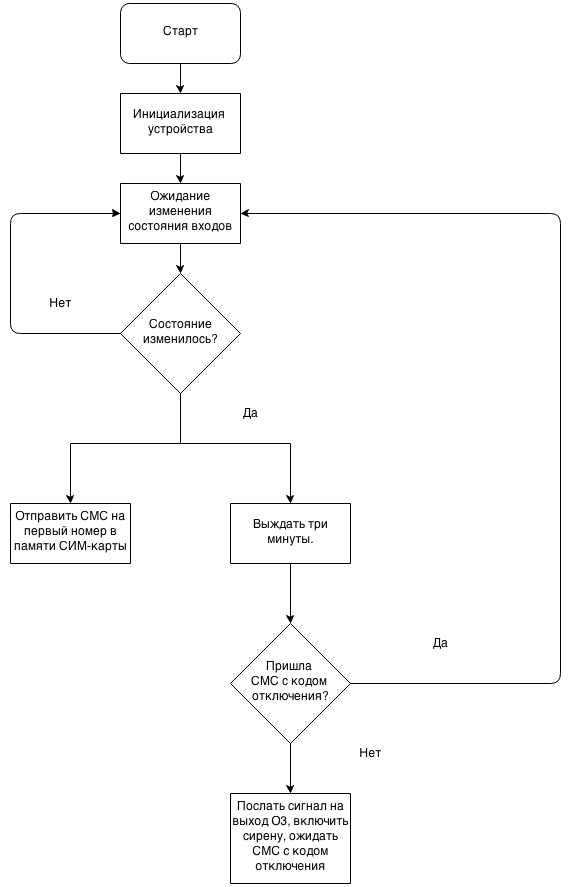 Старт
Инициализация
устройства
Ожидание
изменения
состояния входов
Нет
Состояние
изменилось?
Да
Отправить СМС на
первый номер в
памяти СИМ-карты
Выждать три
минуты.
Да
Пришла
СМС с кодом
отключения?
Нет
Послать сигнал на
выход О3, включить
сирену, ожидать
СМС с кодом
отключения